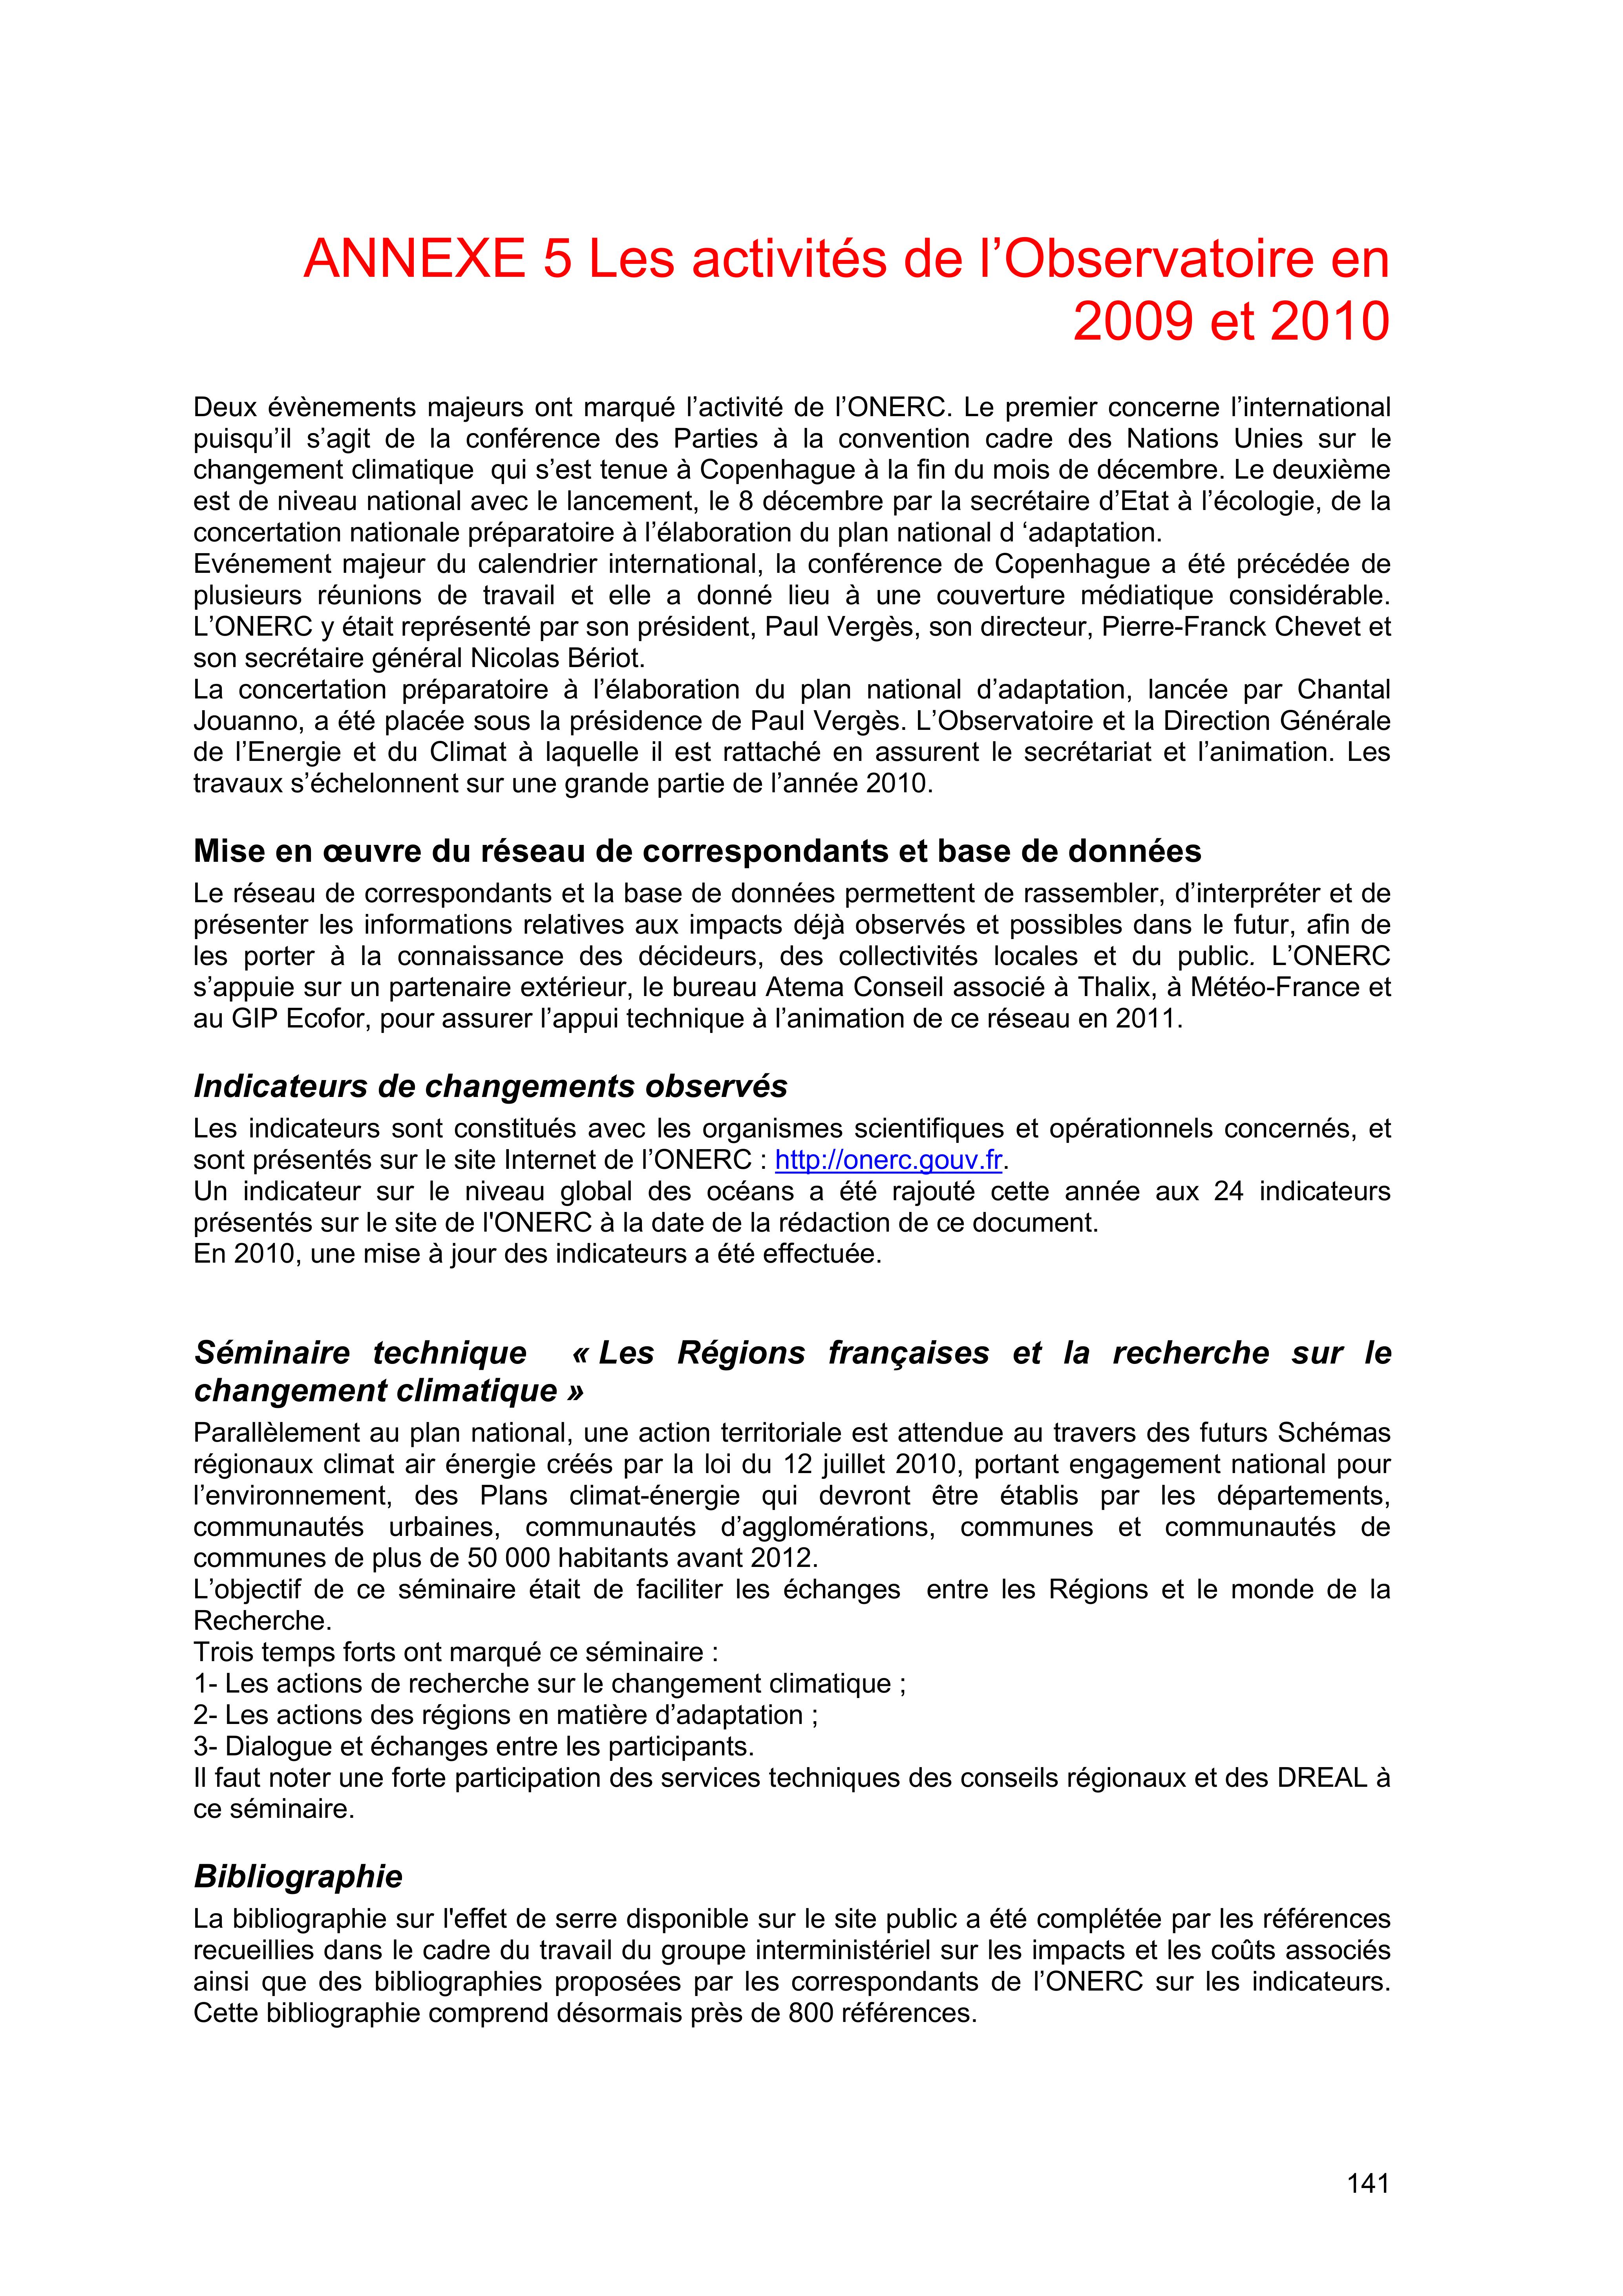 ANNEXE 5 Les activités de l’Observatoire en
2009 et 2010
Deux évènements majeurs ont marqué l’activité de l’ONERC. Le premier concerne l’international
puisqu’il s’agit de la conférence des Parties à la convention cadre des Nations Unies sur le
changement climatique  qui s’est tenue à Copenhague à la fin du mois de décembre. Le deuxième
est de niveau national avec le lancement, le 8 décembre par la secrétaire d’Etat à l’écologie, de la
concertation nationale préparatoire à l’élaboration du plan national d ‘adaptation.
Evénement majeur du calendrier international, la conférence de Copenhague a été précédée de
plusieurs réunions de travail et elle a donné lieu à une couverture médiatique considérable.
L’ONERC y était représenté par son président, Paul Vergès, son directeur, Pierre-Franck Chevet et
son secrétaire général Nicolas Bériot.
La concertation préparatoire à l’élaboration du plan national d’adaptation, lancée par Chantal
Jouanno, a été placée sous la présidence de Paul Vergès. L’Observatoire et la Direction Générale
de l’Energie et du Climat à laquelle il est rattaché en assurent le secrétariat et l’animation. Les
travaux s’échelonnent sur une grande partie de l’année 2010.
Mise en œuvre du réseau de correspondants et base de données
Le réseau de correspondants et la base de données permettent de rassembler, d’interpréter et de
présenter les informations relatives aux impacts déjà observés et possibles dans le futur, afin de
les porter à la connaissance des décideurs, des collectivités locales et du public. L’ONERC
s’appuie sur un partenaire extérieur, le bureau Atema Conseil associé à Thalix, à Météo-France et
au GIP Ecofor, pour assurer l’appui technique à l’animation de ce réseau en 2011.
Indicateurs de changements observés
Les indicateurs sont constitués avec les organismes scientifiques et opérationnels concernés, et
sont présentés sur le site Internet de l’ONERC : http://onerc.gouv.fr.
Un indicateur sur le niveau global des océans a été rajouté cette année aux 24 indicateurs
présentés sur le site de l'ONERC à la date de la rédaction de ce document.
En 2010, une mise à jour des indicateurs a été effectuée.
Séminaire technique  « Les Régions françaises et la recherche sur le
changement climatique »
Parallèlement au plan national, une action territoriale est attendue au travers des futurs Schémas
régionaux climat air énergie créés par la loi du 12 juillet 2010, portant engagement national pour
l’environnement, des Plans climat-énergie qui devront être établis par les départements,
communautés urbaines, communautés d’agglomérations, communes et communautés de
communes de plus de 50 000 habitants avant 2012.
L’objectif de ce séminaire était de faciliter les échanges  entre les Régions et le monde de la
Recherche.
Trois temps forts ont marqué ce séminaire :
1- Les actions de recherche sur le changement climatique ;
2- Les actions des régions en matière d’adaptation ;
3- Dialogue et échanges entre les participants.
Il faut noter une forte participation des services techniques des conseils régionaux et des DREAL à
ce séminaire.
Bibliographie
La bibliographie sur l'effet de serre disponible sur le site public a été complétée par les références
recueillies dans le cadre du travail du groupe interministériel sur les impacts et les coûts associés
ainsi que des bibliographies proposées par les correspondants de l’ONERC sur les indicateurs.
Cette bibliographie comprend désormais près de 800 références.
141